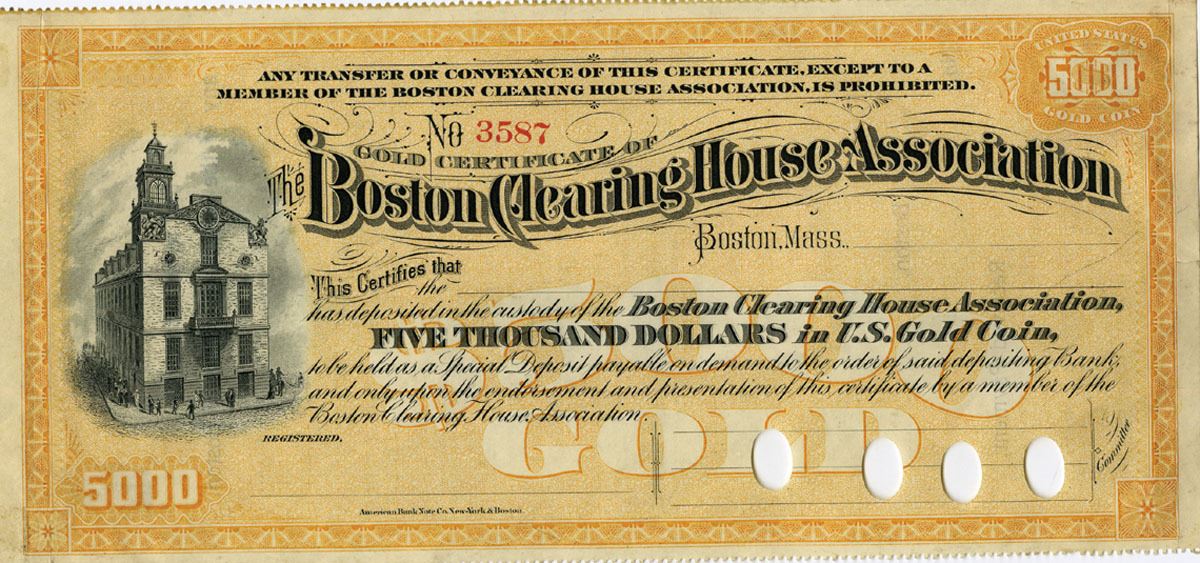 ANY TRANSFER OR CONVEYANCE OF THIS CERTIFICATE, EXCEPT TO A
MEMBER OF THE BOSTON CLEARING HOUSE ASSOCIATION, IS PROHIBITED.
UNITED STATES
5000
GOLD COIN
No 3587
GOLD CERTIFICATE OF
The Boston Clearing House Association
Boston, Mass.
This Certifies that
the
has deposited in the custody of the Boston Clearing House Association,
FIVE THOUSAND DOLLARS in U.S. Gold Coin,
to be held as a Special Deposit payable on demand to the order of said depositing Bank,
and only upon the endorsement and presentation of this certificate by a member of the
Boston Clearing House Association.
5000
GOLD
REGISTERED.
Committee
5000
American Bank Note Co. New-York & Boston.